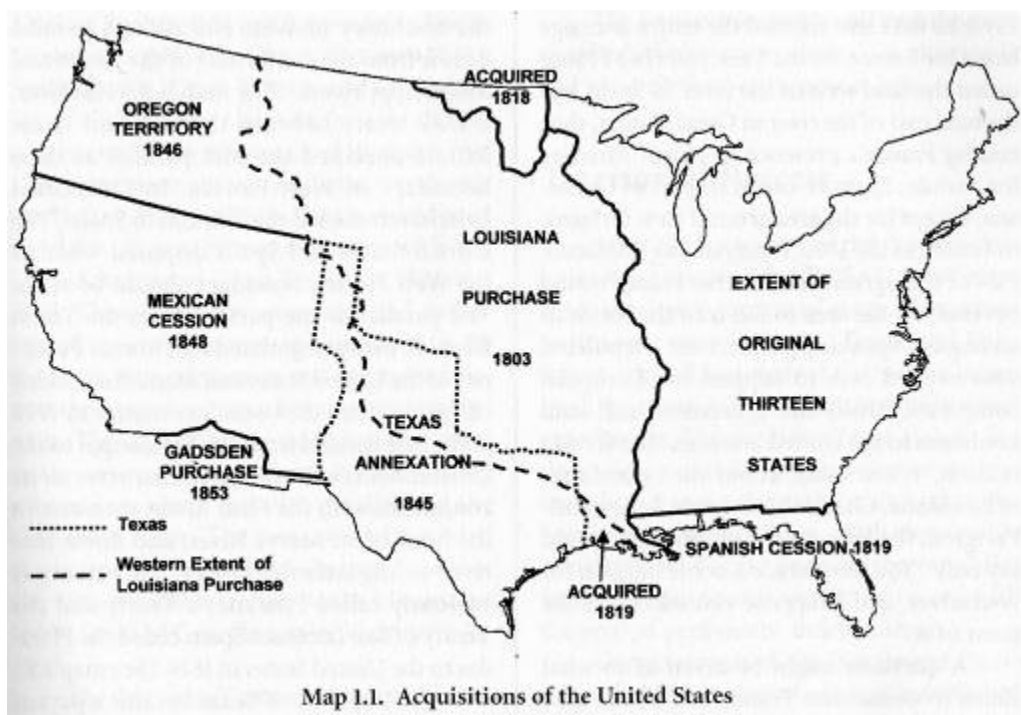 ACQUIRED
1818
OREGON
TERRITORY
1846
LOUISIANA
PURCHASE
1803
MEXICAN
CESSION
1848
EXTENT OF
ORIGINAL
THIRTEEN
STATES
TEXAS
ANNEXATION
1845
GADSDEN
PURCHASE
1853
SPANISH CESSION 1819
ACQUIRED
1819
Texas
Western Extent of
Louisiana Purchase
Map 1.1. Acquisitions of the United States